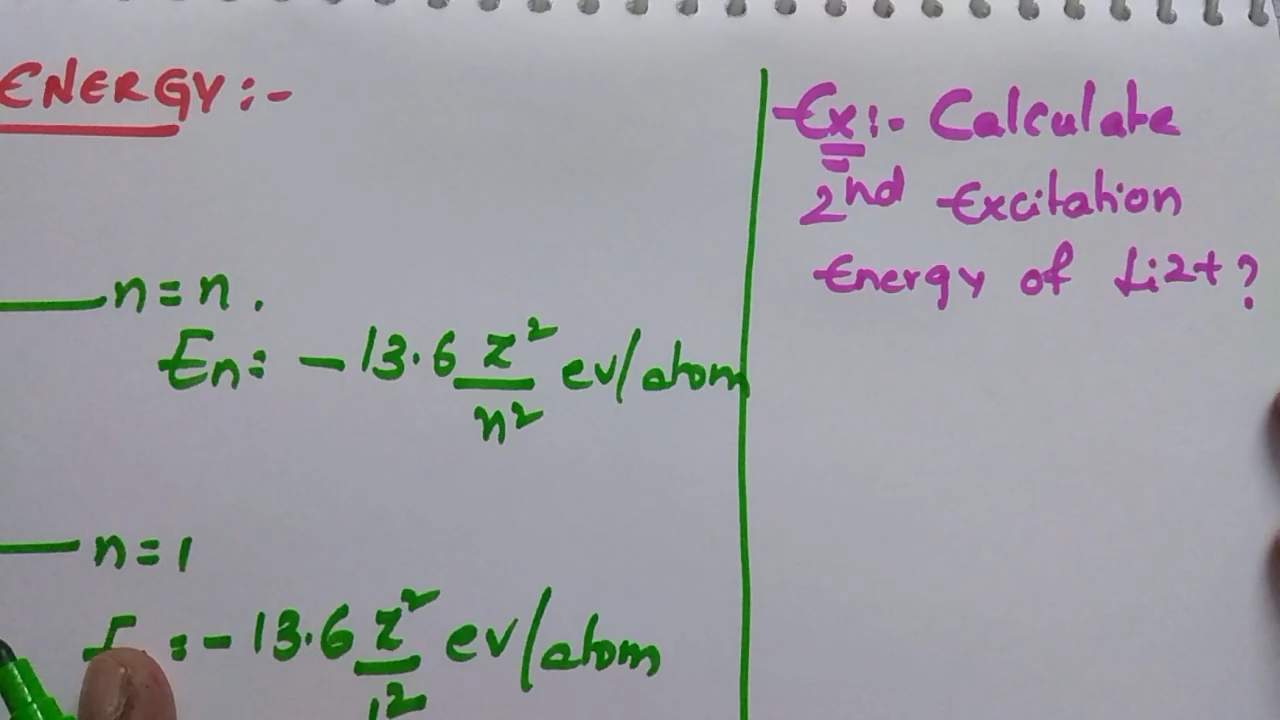 ENERGY:-
n=n.
En: -13.6 z²/n² ev/atom
n=1
:-13.6 z²/1² ev/atom
Ex:- Calculate
2nd Excitation
Energy of Li2+?